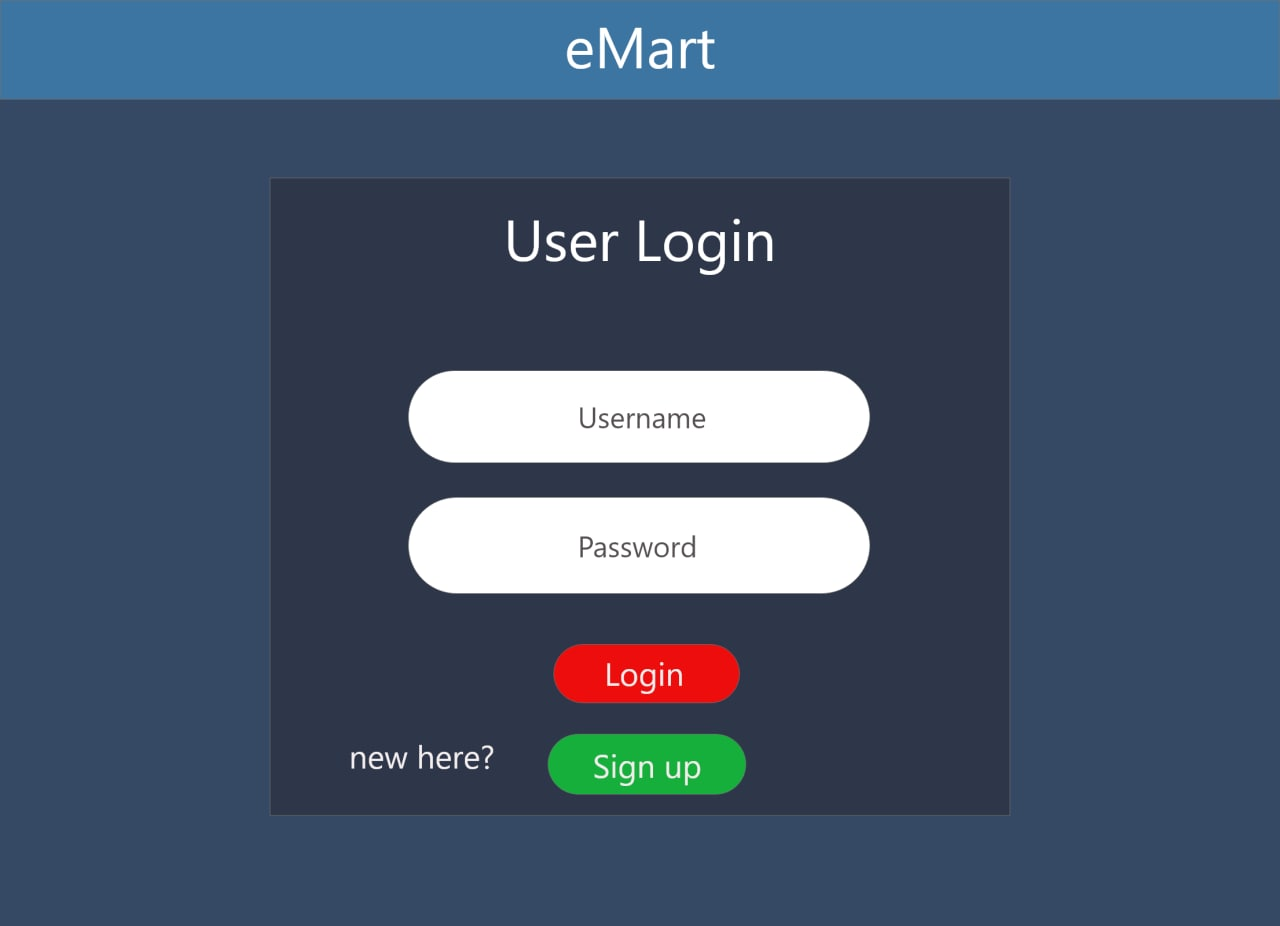 eMart
User Login
Username
Password
Login
new here? Sign up